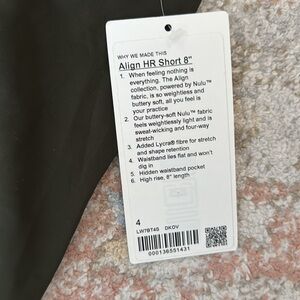 WHY WE MADE THIS
Align HR Short 8"
1. When feeling nothing is
everything. The Align
collection, powered by Nulu™
fabric, is so weightless and
buttery soft, all you feel is
your practice
2. Our buttery-soft Nulu™ fabric
feels weightlessly light and is
sweat-wicking and four-way
stretch
3. Added Lycra® fibre for stretch
and shape retention
4. Waistband lies flat and won't
dig in
5. Hidden waistband pocket
6. High rise, 8" length
4
LW7BT4S DKOV
000136551431